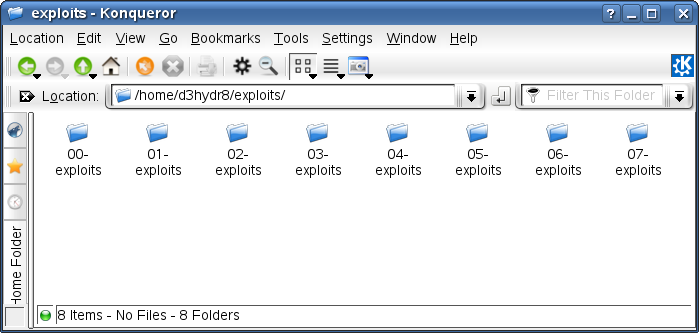 exploits - Konqueror
Location Edit View Go Bookmarks Tools Settings Window Help
Location: /home/d3hydr8/exploits/ Filter This Folder
00-exploits 01-exploits 02-exploits 03-exploits 04-exploits 05-exploits 06-exploits 07-exploits
Home Folder
8 Items - No Files - 8 Folders